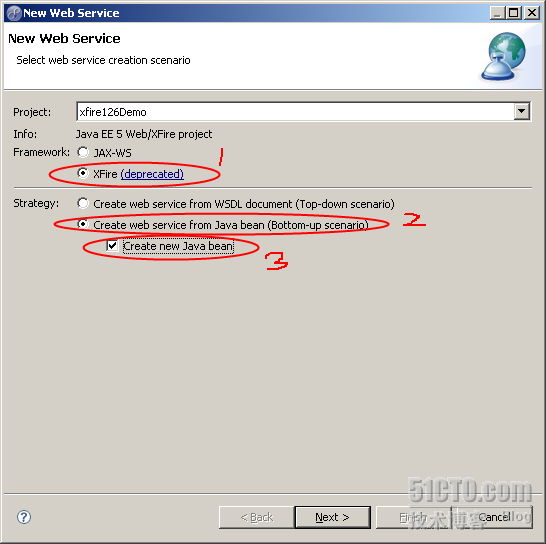 New Web Service
New Web Service
Select web service creation scenario
Project: xfire126Demo
Info: Java EE 5 Web/XFire project
Framework: JAX-WS
1
XFire (deprecated)
Strategy: Create web service from WSDL document (Top-down scenario)
Create web service from Java bean (Bottom-up scenario) 2
Create new Java bean
3
51CTO.com
技术博客 Blog
? < Back Next > Finish Cancel